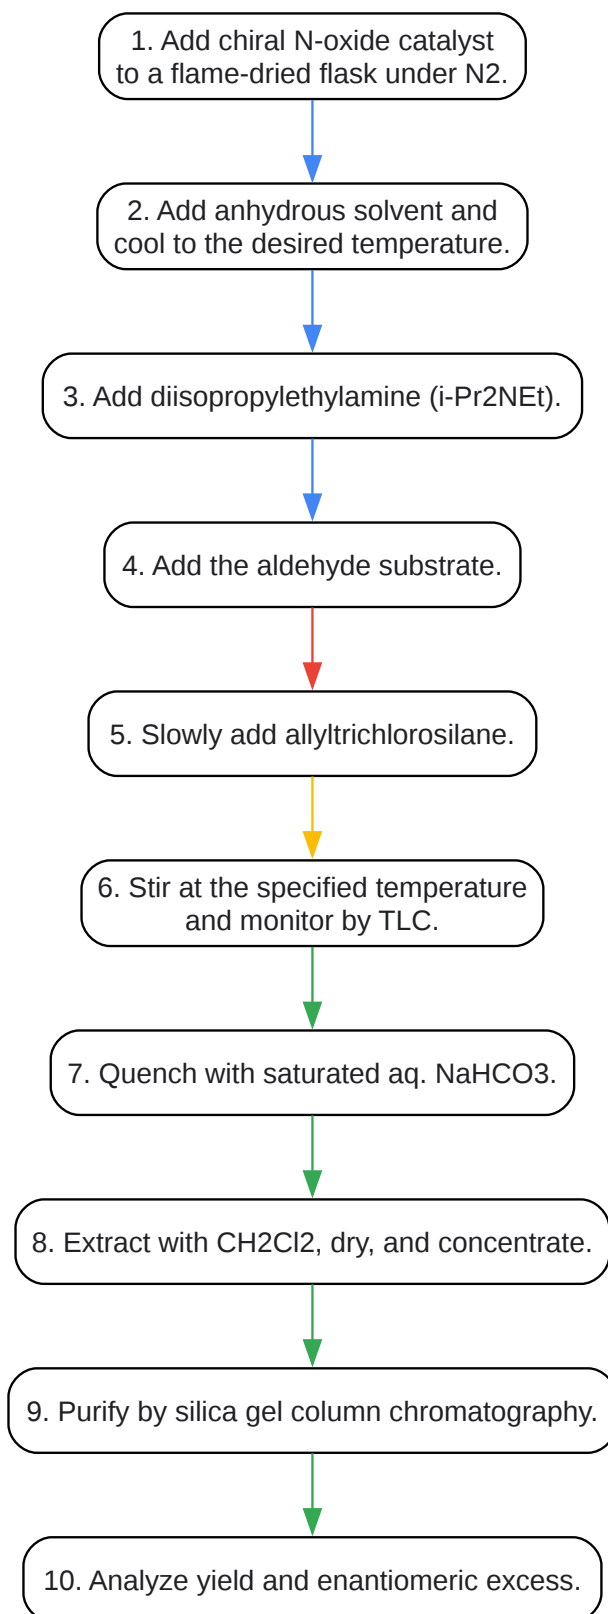 1. Add chiral N-oxide catalyst
to a flame-dried flask under N2.
2. Add anhydrous solvent and
cool to the desired temperature.
3. Add diisopropylethylamine (i-Pr2NEt).
4. Add the aldehyde substrate.
5. Slowly add allyltrichlorosilane.
6. Stir at the specified temperature
and monitor by TLC.
7. Quench with saturated aq. NaHCO3.
8. Extract with CH2Cl2, dry, and concentrate.
9. Purify by silica gel column chromatography.
10. Analyze yield and enantiomeric excess.